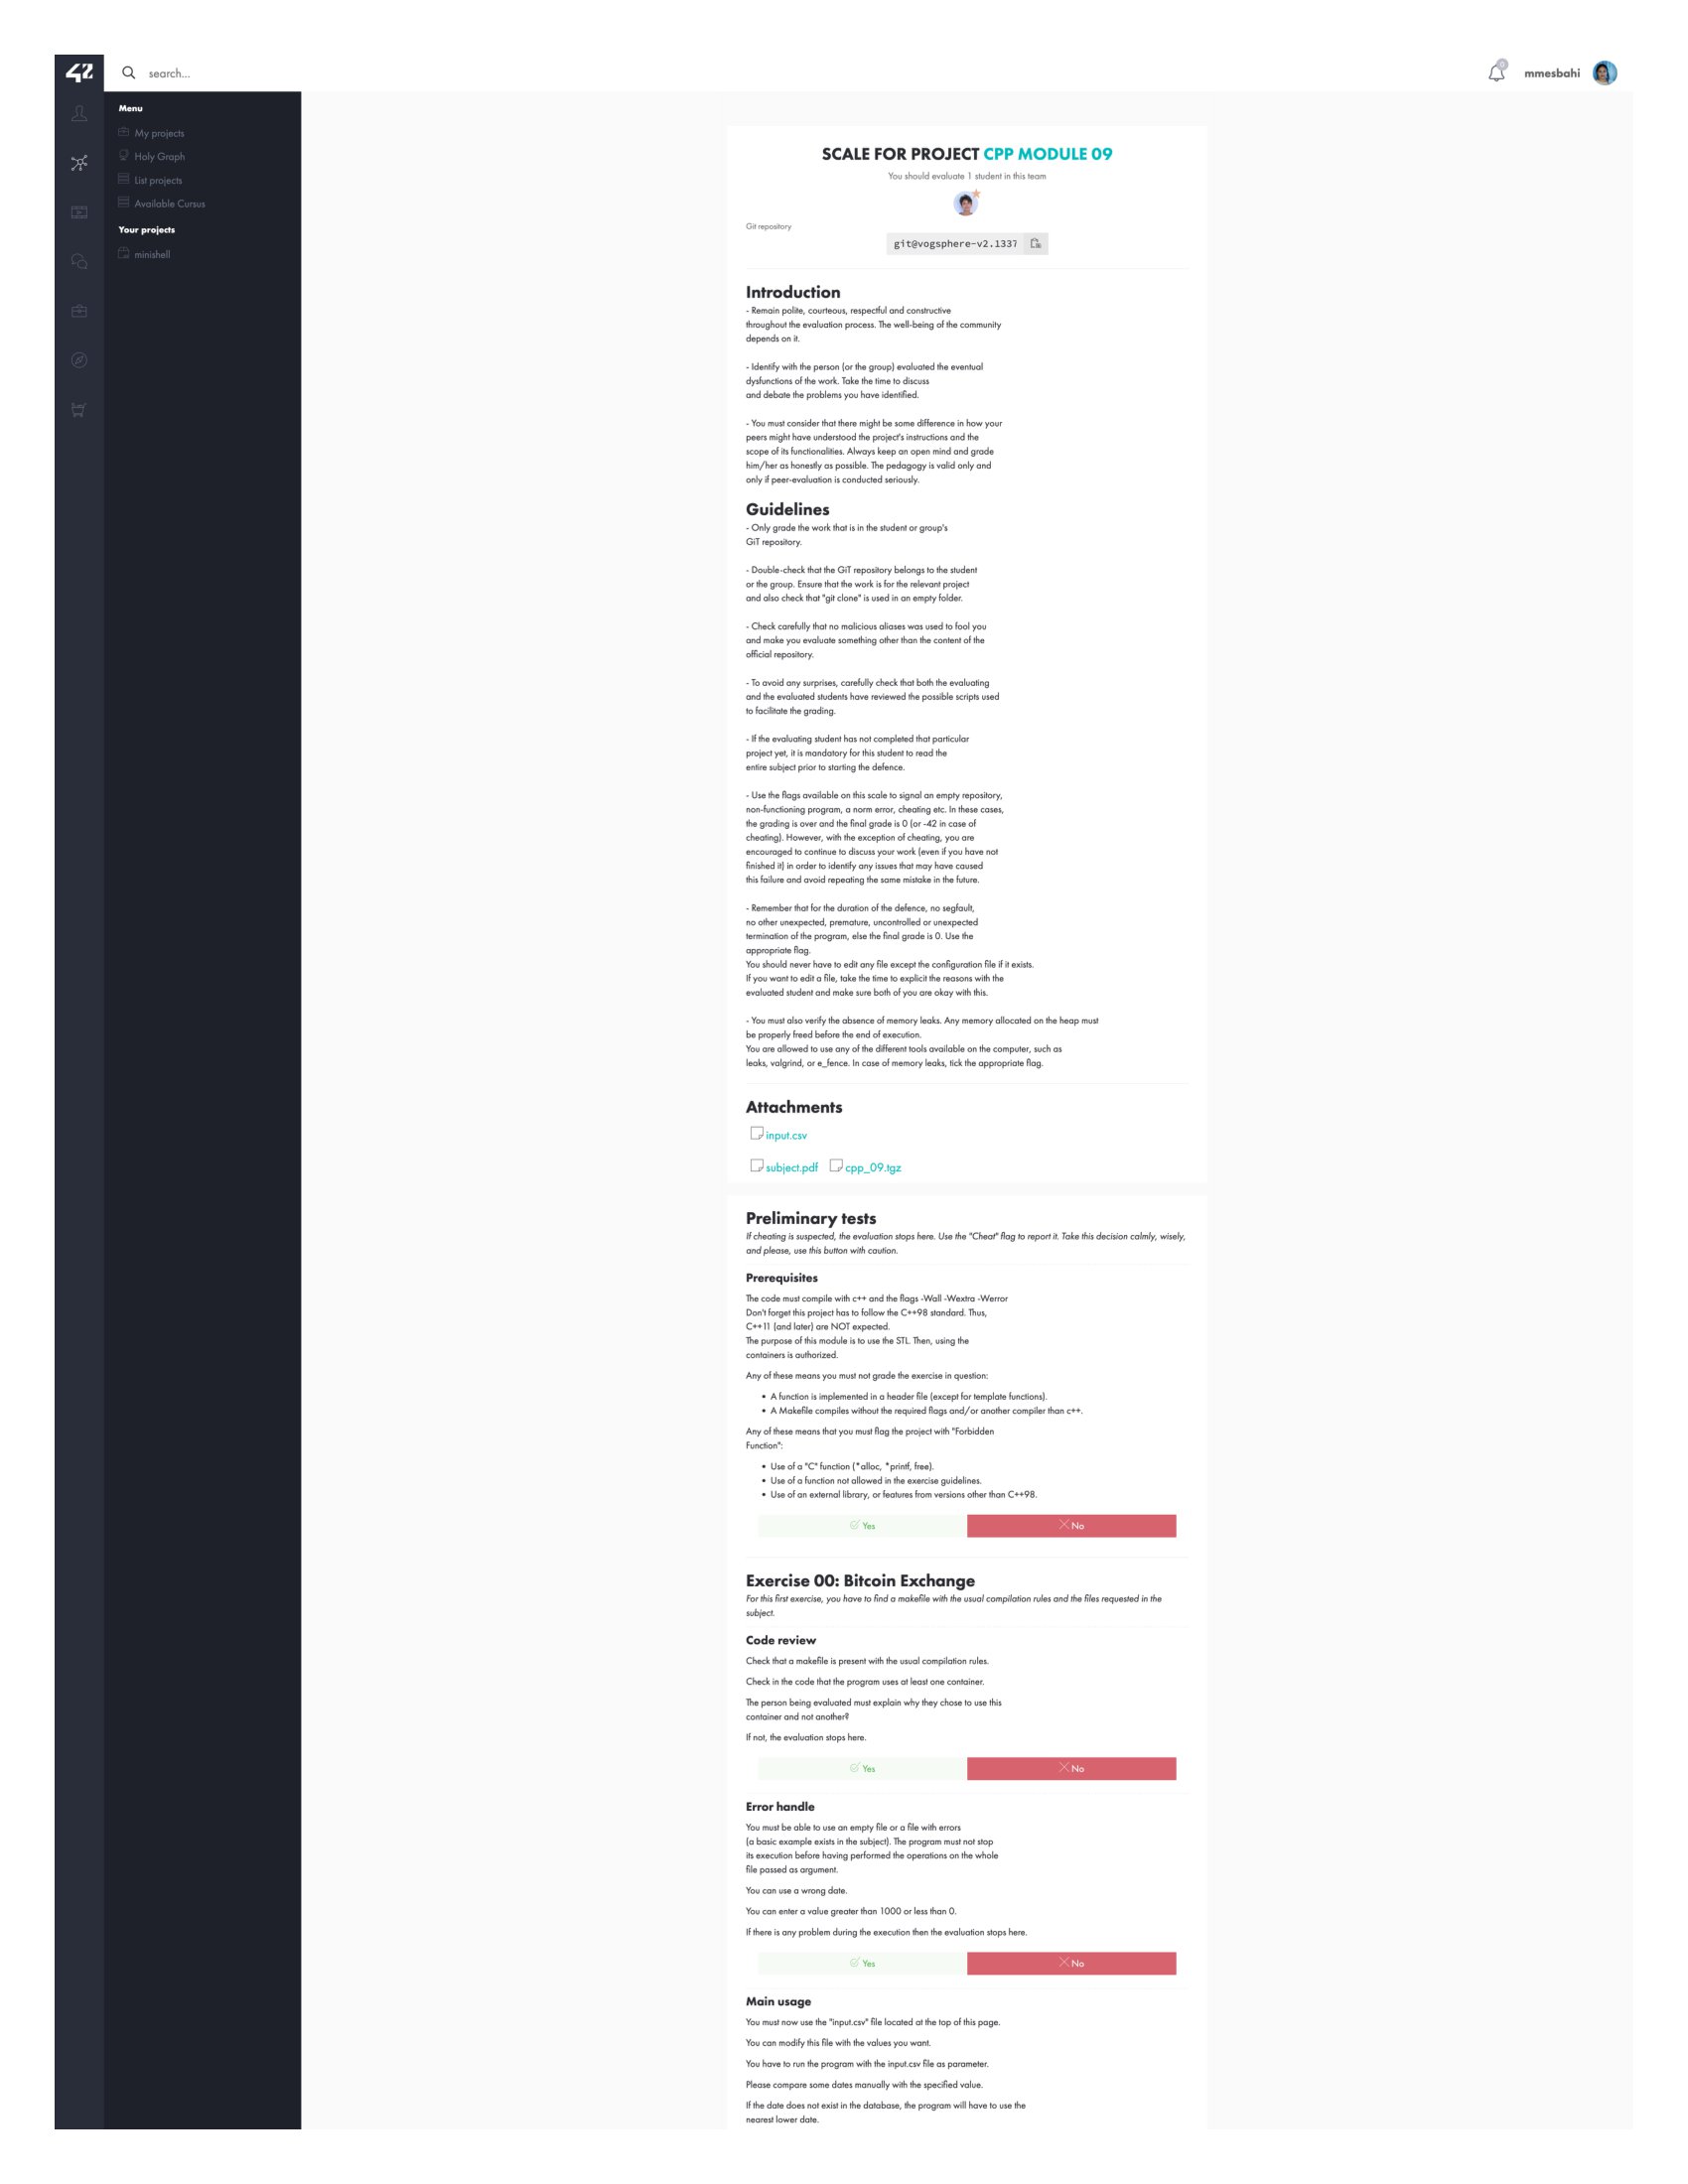 42
search...
0
mmesbahi
Menu
My projects
Holy Graph
List projects
Available Cursus
Your projects
minishell
SCALE FOR PROJECT CPP MODULE 09
You should evaluate 1 student in this team
Git repository
git@vogsphere-v2.1337
Introduction
- Remain polite, courteous, respectful and constructive
throughout the evaluation process. The well-being of the community
depends on it.
- Identify with the person (or the group) evaluated the eventual
dysfunctions of the work. Take the time to discuss
and debate the problems you have identified.
- You must consider that there might be some difference in how your
peers might have understood the project's instructions and the
scope of its functionalities. Always keep an open mind and grade
him/her as honestly as possible. The pedagogy is valid only and
only if peer-evaluation is conducted seriously.
Guidelines
- Only grade the work that is in the student or group's
GiT repository.
- Double-check that the GiT repository belongs to the student
or the group. Ensure that the work is for the relevant project
and also check that "git clone" is used in an empty folder.
- Check carefully that no malicious aliases was used to fool you
and make you evaluate something other than the content of the
official repository.
- To avoid any surprises, carefully check that both the evaluating
and the evaluated students have reviewed the possible scripts used
to facilitate the grading.
- If the evaluating student has not completed that particular
project yet, it is mandatory for this student to read the
entire subject prior to starting the defence.
- Use the flags available on this scale to signal an empty repository,
non-functioning program, a norm error, cheating etc. In these cases,
the grading is over and the final grade is 0 (or -42 in case of
cheating). However, with the exception of cheating, you are
encouraged to continue to discuss your work (even if you have not
finished it) in order to identify any issues that may have caused
this failure and avoid repeating the same mistake in the future.
- Remember that for the duration of the defence, no segfault,
no other unexpected, premature, uncontrolled or unexpected
termination of the program, else the final grade is 0. Use the
appropriate flag.
You should never have to edit any file except the configuration file if it exists.
If you want to edit a file, take the time to explicit the reasons with the
evaluated student and make sure both of you are okay with this.
- You must also verify the absence of memory leaks. Any memory allocated on the heap must
be properly freed before the end of execution.
You are allowed to use any of the different tools available on the computer, such as
leaks, valgrind, or e_fence. In case of memory leaks, tick the appropriate flag.
Attachments
input.csv
subject.pdf cpp_09.tgz
Preliminary tests
If cheating is suspected, the evaluation stops here. Use the "Cheat" flag to report it. Take this decision calmly, wisely,
and please, use this button with caution.
Prerequisites
The code must compile with c++ and the flags -Wall -Wextra -Werror
Don't forget this project has to follow the C++98 standard. Thus,
C++11 (and later) are NOT expected.
The purpose of this module is to use the STL. Then, using the
containers is authorized.
Any of these means you must not grade the exercise in question:
• A function is implemented in a header file (except for template functions).
• A Makefile compiles without the required flags and/or another compiler than c++.
Any of these means that you must flag the project with "Forbidden
Function":
• Use of a "C" function (*alloc, *printf, free).
• Use of a function not allowed in the exercise guidelines.
• Use of an external library, or features from versions other than C++98.
Yes
No
Exercise 00: Bitcoin Exchange
For this first exercise, you have to find a makefile with the usual compilation rules and the files requested in the
subject.
Code review
Check that a makefile is present with the usual compilation rules.
Check in the code that the program uses at least one container.
The person being evaluated must explain why they chose to use this
container and not another?
If not, the evaluation stops here.
Yes
No
Error handle
You must be able to use an empty file or a file with errors
(a basic example exists in the subject). The program must not stop
its execution before having performed the operations on the whole
file passed as argument.
You can use a wrong date.
You can enter a value greater than 1000 or less than 0.
If there is any problem during the execution then the evaluation stops here.
Yes
No
Main usage
You must now use the "input.csv" file located at the top of this page.
You can modify this file with the values you want.
You have to run the program with the input.csv file as parameter.
Please compare some dates manually with the specified value.
If the date does not exist in the database, the program will have to use the
nearest lower date.